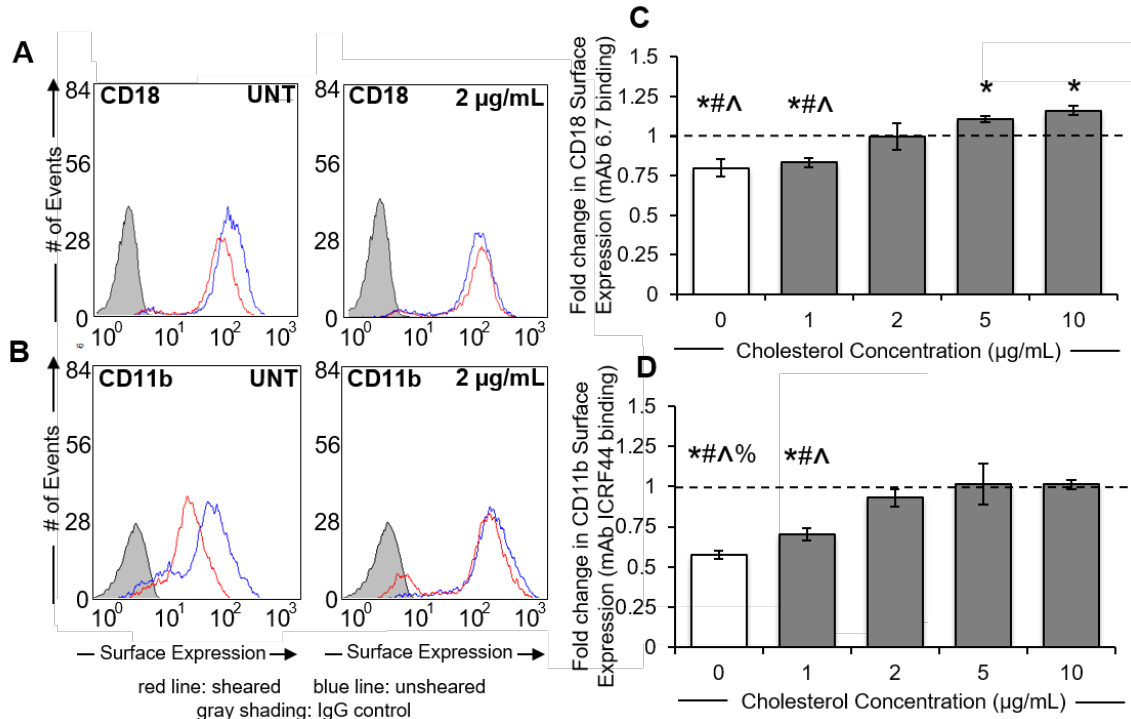 A
# of Events
84
56
28
0
CD18 UNT
10⁰ 10¹ 10² 10³
84
56
28
0
CD18 2 µg/mL
10⁰ 10¹ 10² 10³
B
# of Events
84
56
28
0
CD11b UNT
10⁰ 10¹ 10² 10³
84
56
28
0
CD11b 2 µg/mL
10⁰ 10¹ 10² 10³
Surface Expression
Surface Expression
red line: sheared blue line: unsheared
gray shading: IgG control
C
Fold change in CD18 Surface
Expression (mAb 6.7 binding)
1.5
1.25
1
0.75
0.5
0.25
0
*#^ *#^ * *
0 1 2 5 10
Cholesterol Concentration (µg/mL)
D
Fold change in CD11b Surface
Expression (mAb ICRF44 binding)
1.5
1.25
1
0.75
0.5
0.25
0
*#^% *#^
0 1 2 5 10
Cholesterol Concentration (µg/mL)